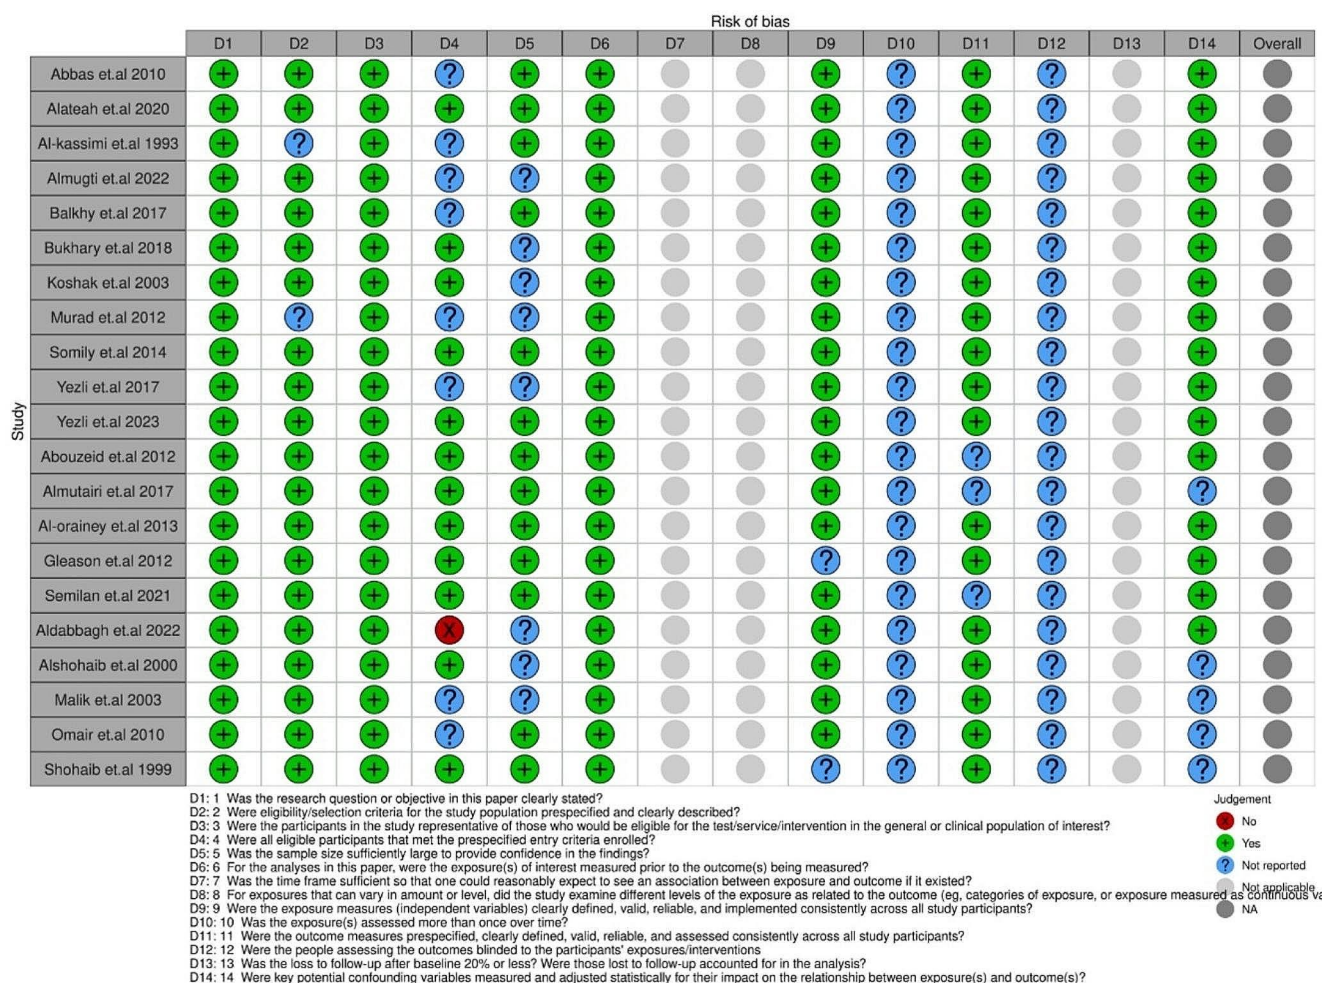 Risk of bias
D1 D2 D3 D4 D5 D6 D7 D8 D9 D10 D11 D12 D13 D14 Overall
Abbas et.al 2010 + + + ? + + + ? + ? +
Alateah et.al 2020 + + + + + + + ? + ? +
Al-kassimi et.al 1993 + ? + ? + + + ? + ? +
Almugti et.al 2022 + + + ? ? + + ? + ? +
Balkhy et.al 2017 + + + ? + + + ? + ? +
Bukhary et.al 2018 + + + + ? + + ? + ? +
Koshak et.al 2003 + + + + ? + + ? + ? +
Murad et.al 2012 + ? + ? ? + + ? + ? +
Somily et.al 2014 + + + + + + + ? + ? +
Yezli et.al 2017 + + + ? ? + + ? + ? +
Yezli et.al 2023 + + + + + + + ? + ? +
Abouzeid et.al 2012 + + + + + + + ? ? ? +
Almutairi et.al 2017 + + + + + + + ? ? ? ?
Al-orainey et.al 2013 + + + + + + + ? + ? +
Gleason et.al 2012 + + + + + + ? ? + ? +
Semilan et.al 2021 + + + + + + + ? ? ? +
Aldabbagh et.al 2022 + + + X ? + + ? + ? +
Alshohaib et.al 2000 + + + + ? + + ? + ? ?
Malik et.al 2003 + + + ? ? + + ? + ? ?
Omair et.al 2010 + + + ? + + + ? + ? ?
Shohaib et.al 1999 + + + + + + ? ? + ? ?
Study
D1: 1 Was the research question or objective in this paper clearly stated?
D2: 2 Were eligibility/selection criteria for the study population prespecified and clearly described?
D3: 3 Were the participants in the study representative of those who would be eligible for the test/service/intervention in the general or clinical population of interest?
D4: 4 Were all eligible participants that met the prespecified entry criteria enrolled?
D5: 5 Was the sample size sufficiently large to provide confidence in the findings?
D6: 6 For the analyses in this paper, were the exposure(s) of interest measured prior to the outcome(s) being measured?
D7: 7 Was the time frame sufficient so that one could reasonably expect to see an association between exposure and outcome if it existed?
D8: 8 For exposures that can vary in amount or level, did the study examine different levels of the exposure as related to the outcome (eg, categories of exposure, or exposure measured as continuous va
D9: 9 Were the exposure measures (independent variables) clearly defined, valid, reliable, and implemented consistently across all study participants?
D10: 10 Was the exposure(s) assessed more than once over time?
D11: 11 Were the outcome measures prespecified, clearly defined, valid, reliable, and assessed consistently across all study participants?
D12: 12 Were the people assessing the outcomes blinded to the participants' exposures/interventions
D13: 13 Was the loss to follow-up after baseline 20% or less? Were those lost to follow-up accounted for in the analysis?
D14: 14 Were key potential confounding variables measured and adjusted statistically for their impact on the relationship between exposure(s) and outcome(s)?
Judgement
X No
+ Yes
? Not reported
Not applicable
NA